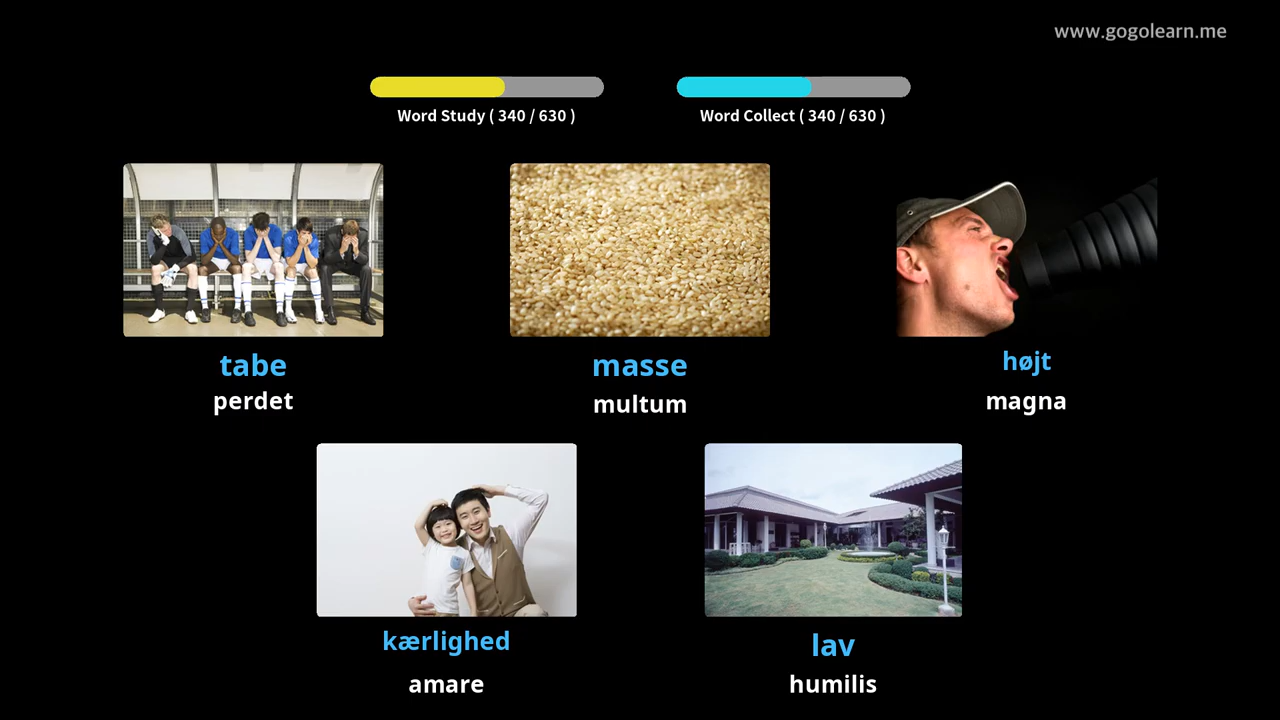 www.gogolearn.me
Word Study ( 340 / 630 )
Word Collect ( 340 / 630 )
tabe
perdet
masse
multum
højt
magna
kærlighed
amare
lav
humilis